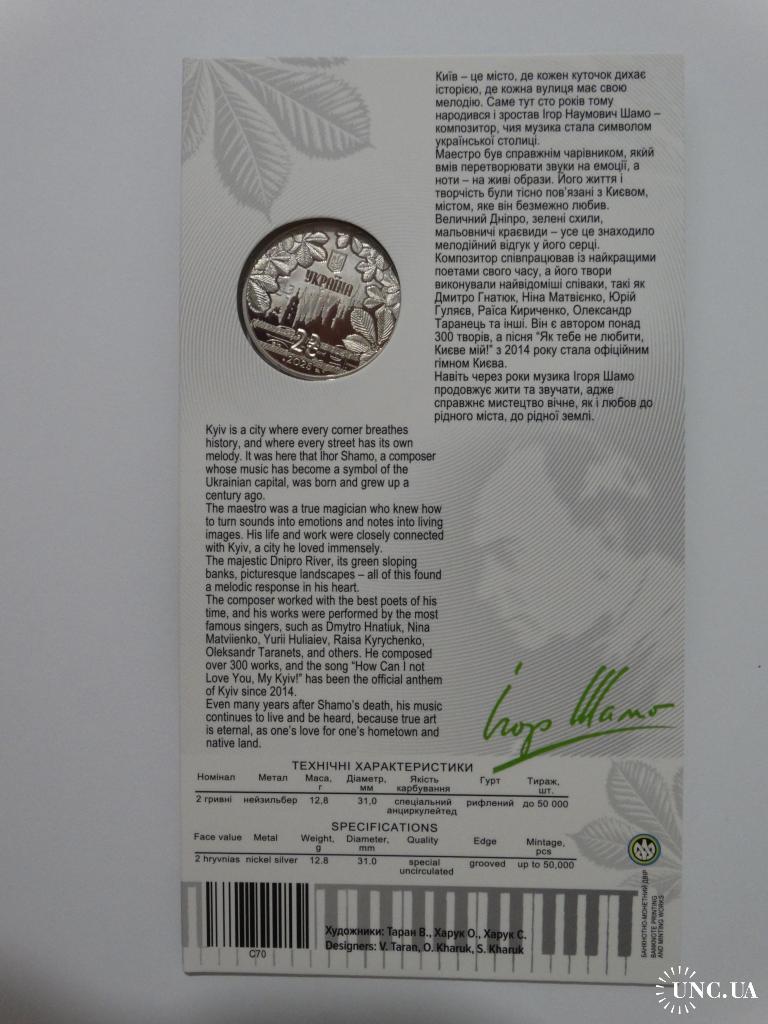 Київ – це місто, де кожен куточок дихає
історією, де кожна вулиця має свою
мелодію. Саме тут сто років тому
народився і зростав Ігор Наумович Шамо –
композитор, чия музика стала символом
української столиці.
Маестро був справжнім чарівником, який
вмів перетворювати звуки на емоції, а
ноти – на живі образи. Його життя і
творчість були тісно пов'язані з Києвом,
містом, яке він безмежно любив.
Величний Дніпро, зелені схили,
мальовничі краєвиди – усе це знаходило
мелодійний відгук у його серці.
Композитор співпрацював із найкращими
поетами свого часу, а його твори
виконували найвідоміші співаки, такі як
Дмитро Гнатюк, Ніна Матвієнко, Юрій
Гуляєв, Раїса Кириченко, Олександр
Таранець та інші. Він є автором понад
300 творів, а пісня “Як тебе не любити,
Києве мій!” з 2014 року стала офіційним
гімном Києва.
Навіть через роки музика Ігоря Шамо
продовжує жити та звучати, адже
справжнє мистецтво вічне, як і любов до
рідного міста, до рідної землі.
УКРАЇНА
2
Kyiv is a city where every corner breathes
history, and where every street has its own
melody. It was here that Ihor Shamo, a composer
whose music has become a symbol of the
Ukrainian capital, was born and grew up a
century ago.
The maestro was a true magician who knew how
to turn sounds into emotions and notes into living
images. His life and work were closely connected
with Kyiv, a city he loved immensely.
The majestic Dnipro River, its green sloping
banks, picturesque landscapes – all of this found
a melodic response in his heart.
The composer worked with the best poets of his
time, and his works were performed by the most
famous singers, such as Dmytro Hnatiuk, Nina
Matviienko, Yurii Huliaiev, Raisa Kyrychenko,
Oleksandr Taranets, and others. He composed
over 300 works, and the song “How Can I not
Love You, My Kyiv!” has been the official anthem
of Kyiv since 2014.
Even many years after Shamo's death, his music
continues to live and be heard, because true art
is eternal, as one's love for one's hometown and
native land.
Ігор Шамо
ТЕХНІЧНІ ХАРАКТЕРИСТИКИ
Номінал Метал Маса, г Діаметр, мм Якість карбування Гурт Тираж, шт.
2 гривні нейзильбер 12,8 31,0 спеціальний анциркулейтед рифлений до 50 000
SPECIFICATIONS
Face value Metal Weight, g Diameter, mm Quality Edge Mintage, pcs
2 hryvnias nickel silver 12.8 31.0 special uncirculated grooved up to 50,000
БАНКНОТНО-МОНЕТНИЙ ДВІР
BANKNOTE PRINTING
AND MINTING WORKS
C70
Художники: Таран В., Харук О., Харук С.
Designers: V. Taran, O. Kharuk, S. Kharuk
UNC.UA